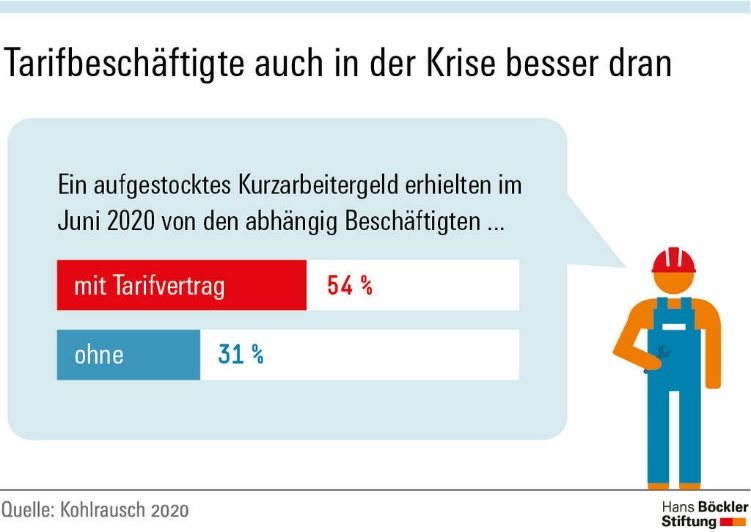 Tarifbeschäftigte auch in der Krise besser dran
Ein aufgestocktes Kurzarbeitergeld erhielten im
Juni 2020 von den abhängig Beschäftigten ...
mit Tarifvertrag 54 %
ohne 31 %
Quelle: Kohlrausch 2020
Hans Böckler
Stiftung